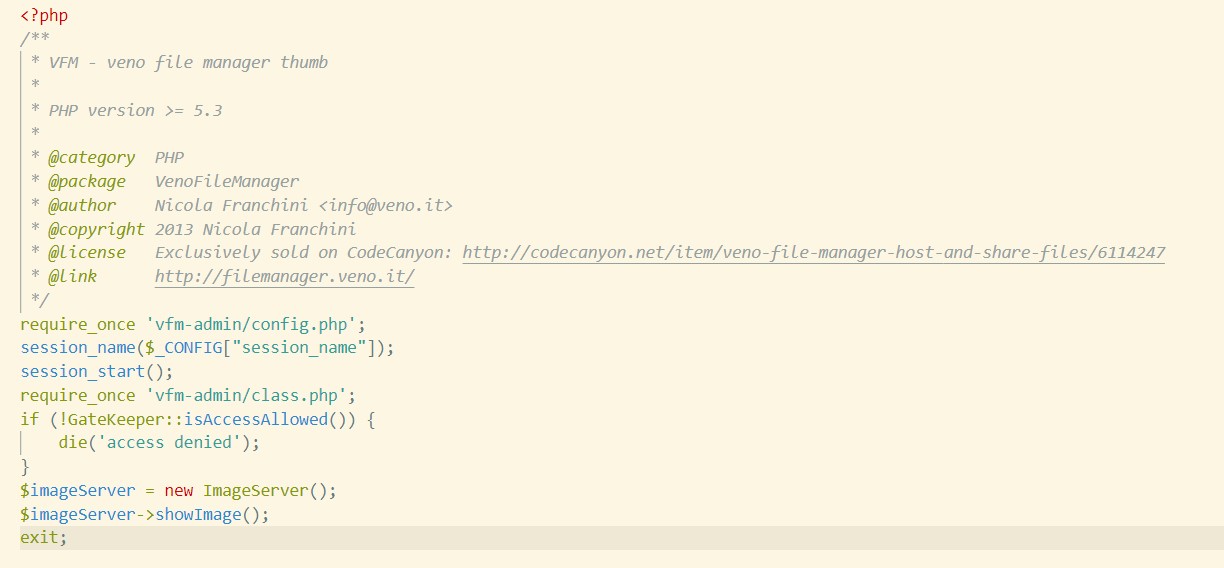 <?php
/**
 * VFM - veno file manager thumb
 *
 * PHP version >= 5.3
 *
 * @category  PHP
 * @package   VenoFileManager
 * @author    Nicola Franchini <info@veno.it>
 * @copyright 2013 Nicola Franchini
 * @license   Exclusively sold on CodeCanyon: http://codecanyon.net/item/veno-file-manager-host-and-share-files/6114247
 * @link      http://filemanager.veno.it/
 */
require_once 'vfm-admin/config.php';
session_name($_CONFIG["session_name"]);
session_start();
require_once 'vfm-admin/class.php';
if (!GateKeeper::isAccessAllowed()) {
    die('access denied');
}
$imageServer = new ImageServer();
$imageServer->showImage();
exit;